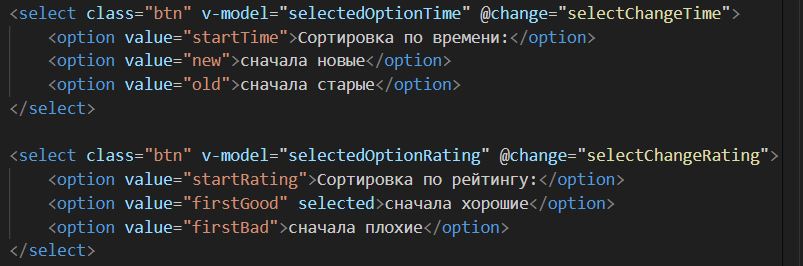 <select class="btn" v-model="selectedOptionTime" @change="selectChangeTime">
<option value="startTime">Сортировка по времени:</option>
<option value="new">сначала новые</option>
<option value="old">сначала старые</option>
</select>
<select class="btn" v-model="selectedOptionRating" @change="selectChangeRating">
<option value="startRating">Сортировка по рейтингу:</option>
<option value="firstGood" selected>сначала хорошие</option>
<option value="firstBad">сначала плохие</option>
</select>